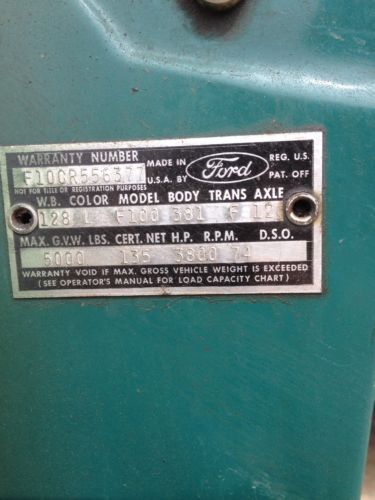 WARRANTY NUMBER
F10CR556377
MADE IN
U.S.A. BY
Ford
REG. U.S.
PAT. OFF
NOT FOR TITLE OR REGISTRATION PURPOSES
W.B. COLOR MODEL BODY TRANS AXLE
128 L F100 381 F 12
MAX. G.V.W. LBS. CERT. NET H.P. R.P.M. D.S.O.
5000 135 3800 74
WARRANTY VOID IF MAX. GROSS VEHICLE WEIGHT IS EXCEEDED
(SEE OPERATOR'S MANUAL FOR LOAD CAPACITY CHART)